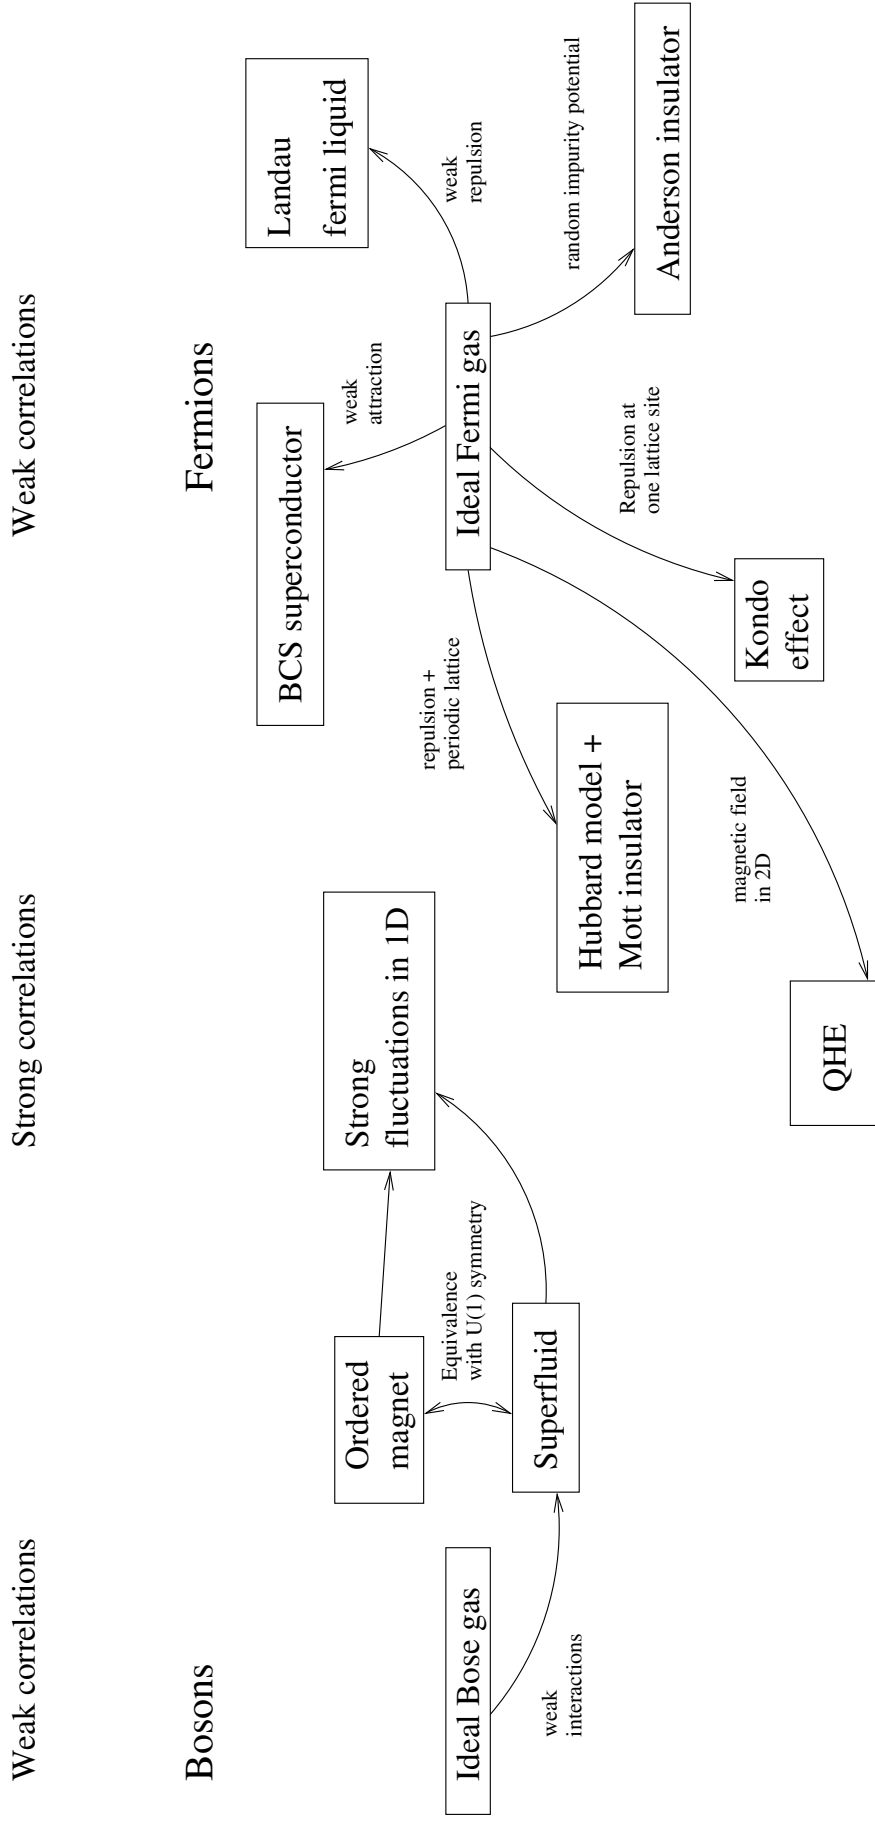 Weak correlations
Strong correlations
Weak correlations
Bosons
Fermions
Ideal Bose gas
weak
interactions
Ordered
magnet
Equivalence
with U(1) symmetry
Superfluid
Strong
fluctuations in 1D
BCS superconductor
weak
attraction
Landau
fermi liquid
weak
repulsion
Ideal Fermi gas
repulsion +
periodic lattice
Hubbard model +
Mott insulator
random impurity potential
Anderson insulator
Repulsion at
one lattice site
Kondo
effect
magnetic field
in 2D
QHE